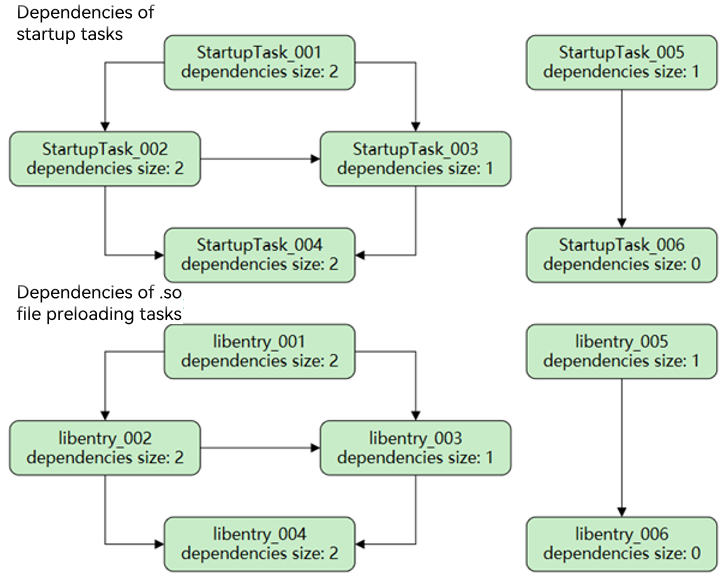 Dependencies of
startup tasks
StartupTask_001
dependencies size: 2
StartupTask_005
dependencies size: 1
StartupTask_002
dependencies size: 2
StartupTask_003
dependencies size: 1
StartupTask_004
dependencies size: 2
StartupTask_006
dependencies size: 0
Dependencies of .so
file preloading tasks
libentry_001
dependencies size: 2
libentry_005
dependencies size: 1
libentry_002
dependencies size: 2
libentry_003
dependencies size: 1
libentry_004
dependencies size: 2
libentry_006
dependencies size: 0